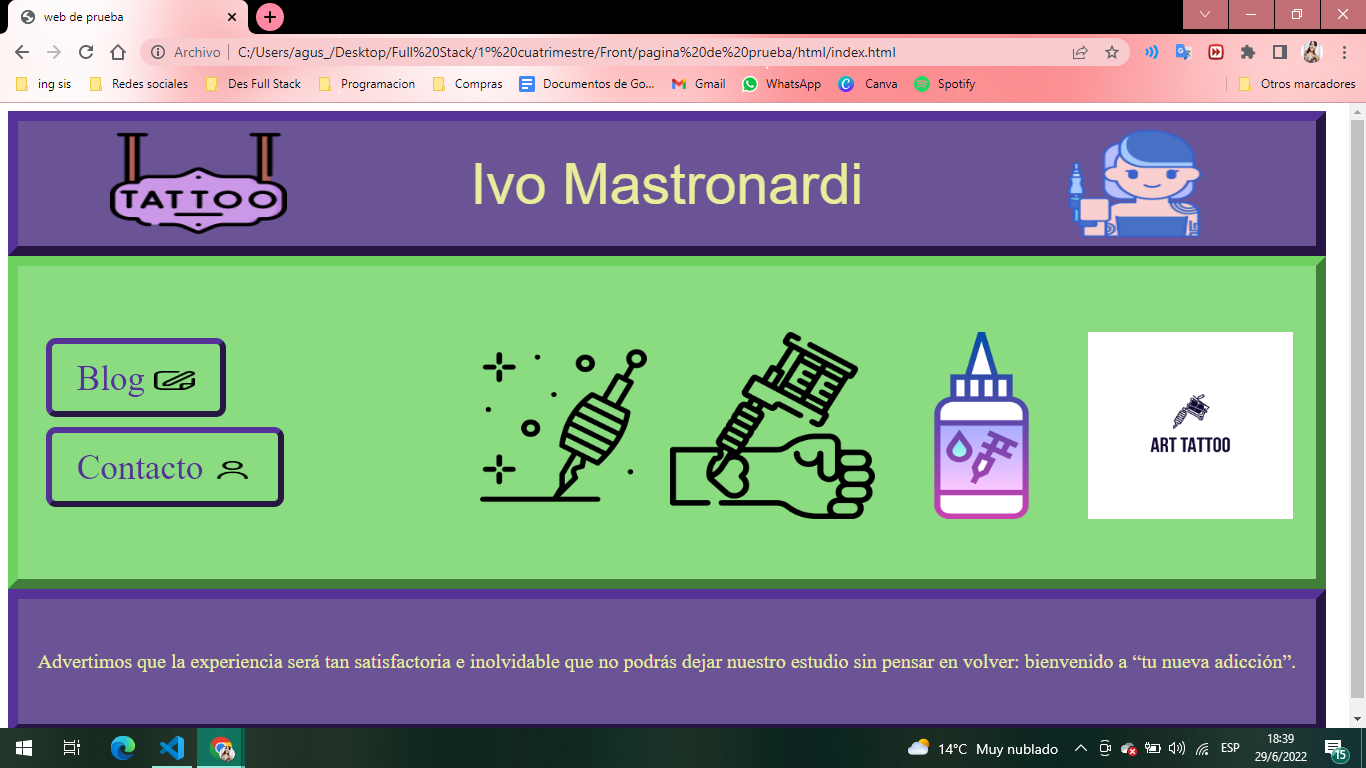 web de prueba
Archivo
C:/Users/agus_/Desktop/Full%20Stack/1º%20cuatrimestre/Front/pagina%20de%20prueba/html/index.html
ing sis
Redes sociales
Des Full Stack
Programacion
Compras
Documentos de Go...
Gmail
WhatsApp
Canva
Spotify
Otros marcadores
TATTOO
Ivo Mastronardi
Blog
Contacto
ART TATTOO
Advertimos que la experiencia será tan satisfactoria e inolvidable que no podrás dejar nuestro estudio sin pensar en volver: bienvenido a “tu nueva adicción”.
14°C Muy nublado
ESP
18:39
29/6/2022
15